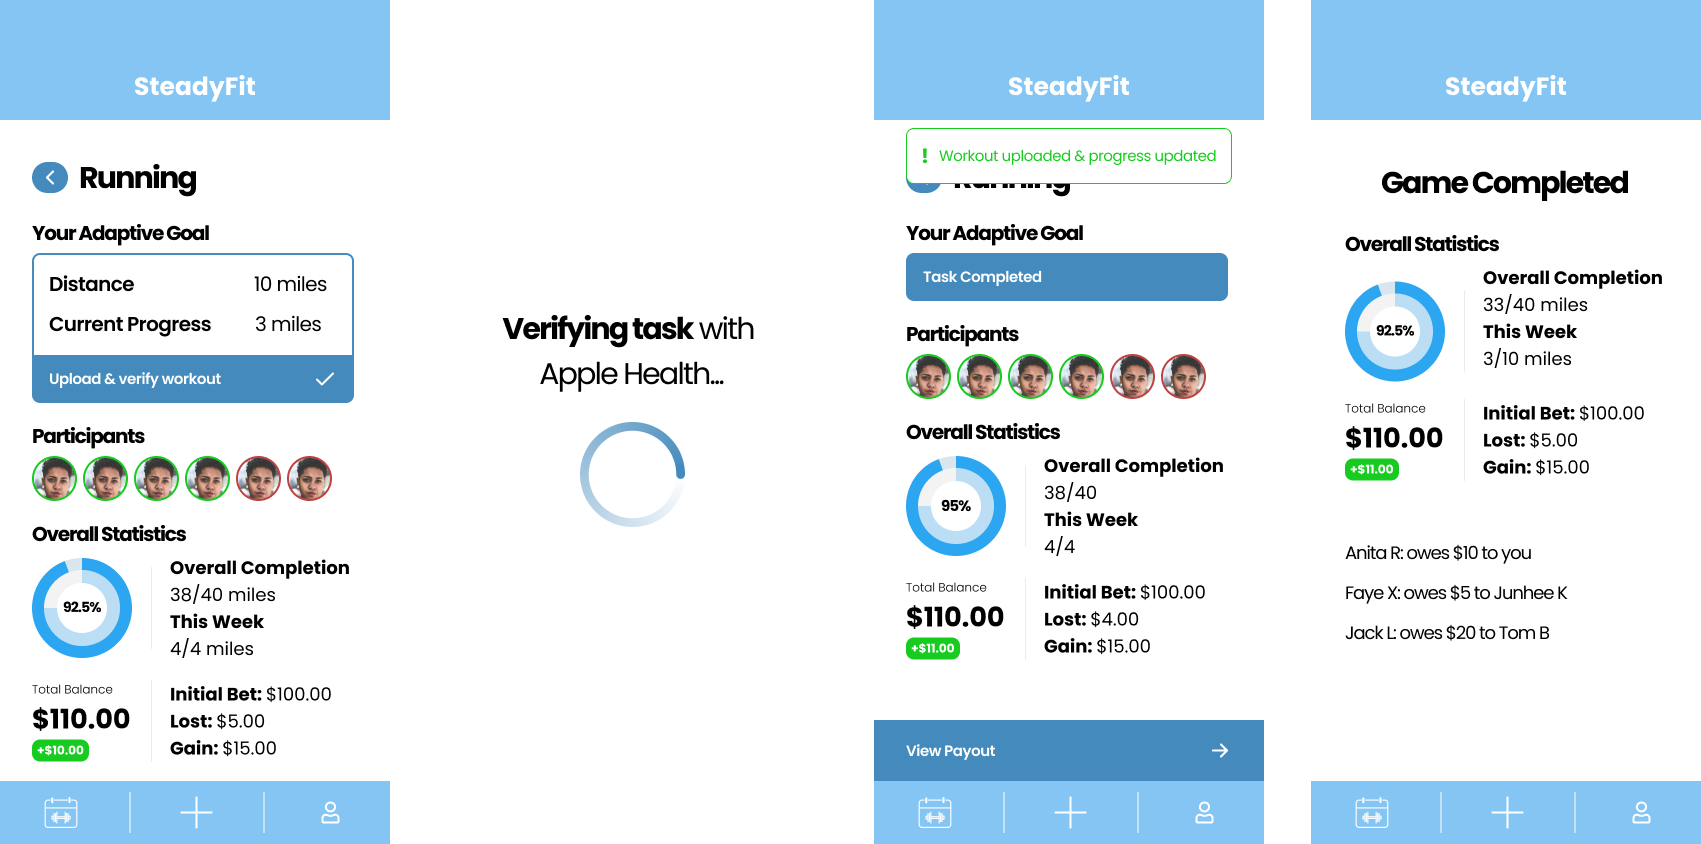 SteadyFit
Running
Your Adaptive Goal
Distance 10 miles
Current Progress 3 miles
Upload & verify workout
Participants
Overall Statistics
92.5%
Overall Completion
38/40 miles
This Week
4/4 miles
Total Balance
$110.00
+$10.00
Initial Bet: $100.00
Lost: $5.00
Gain: $15.00
Verifying task with
Apple Health...
SteadyFit
! Workout uploaded & progress updated
Running
Your Adaptive Goal
Task Completed
Participants
Overall Statistics
95%
Overall Completion
38/40
This Week
4/4
Total Balance
$110.00
+$11.00
Initial Bet: $100.00
Lost: $4.00
Gain: $15.00
View Payout
SteadyFit
Game Completed
Overall Statistics
92.5%
Overall Completion
33/40 miles
This Week
3/10 miles
Total Balance
$110.00
+$11.00
Initial Bet: $100.00
Lost: $5.00
Gain: $15.00
Anita R: owes $10 to you
Faye X: owes $5 to Junhee K
Jack L: owes $20 to Tom B